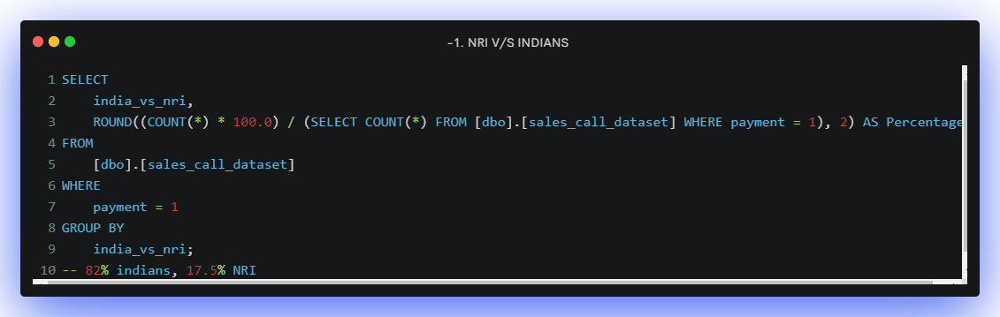 -1. NRI V/S INDIANS
1 SELECT
2 india_vs_nri,
3 ROUND((COUNT(*) * 100.0) / (SELECT COUNT(*) FROM [dbo].[sales_call_dataset] WHERE payment = 1), 2) AS Percentage
4 FROM
5 [dbo].[sales_call_dataset]
6 WHERE
7 payment = 1
8 GROUP BY
9 india_vs_nri;
10 -- 82% indians, 17.5% NRI